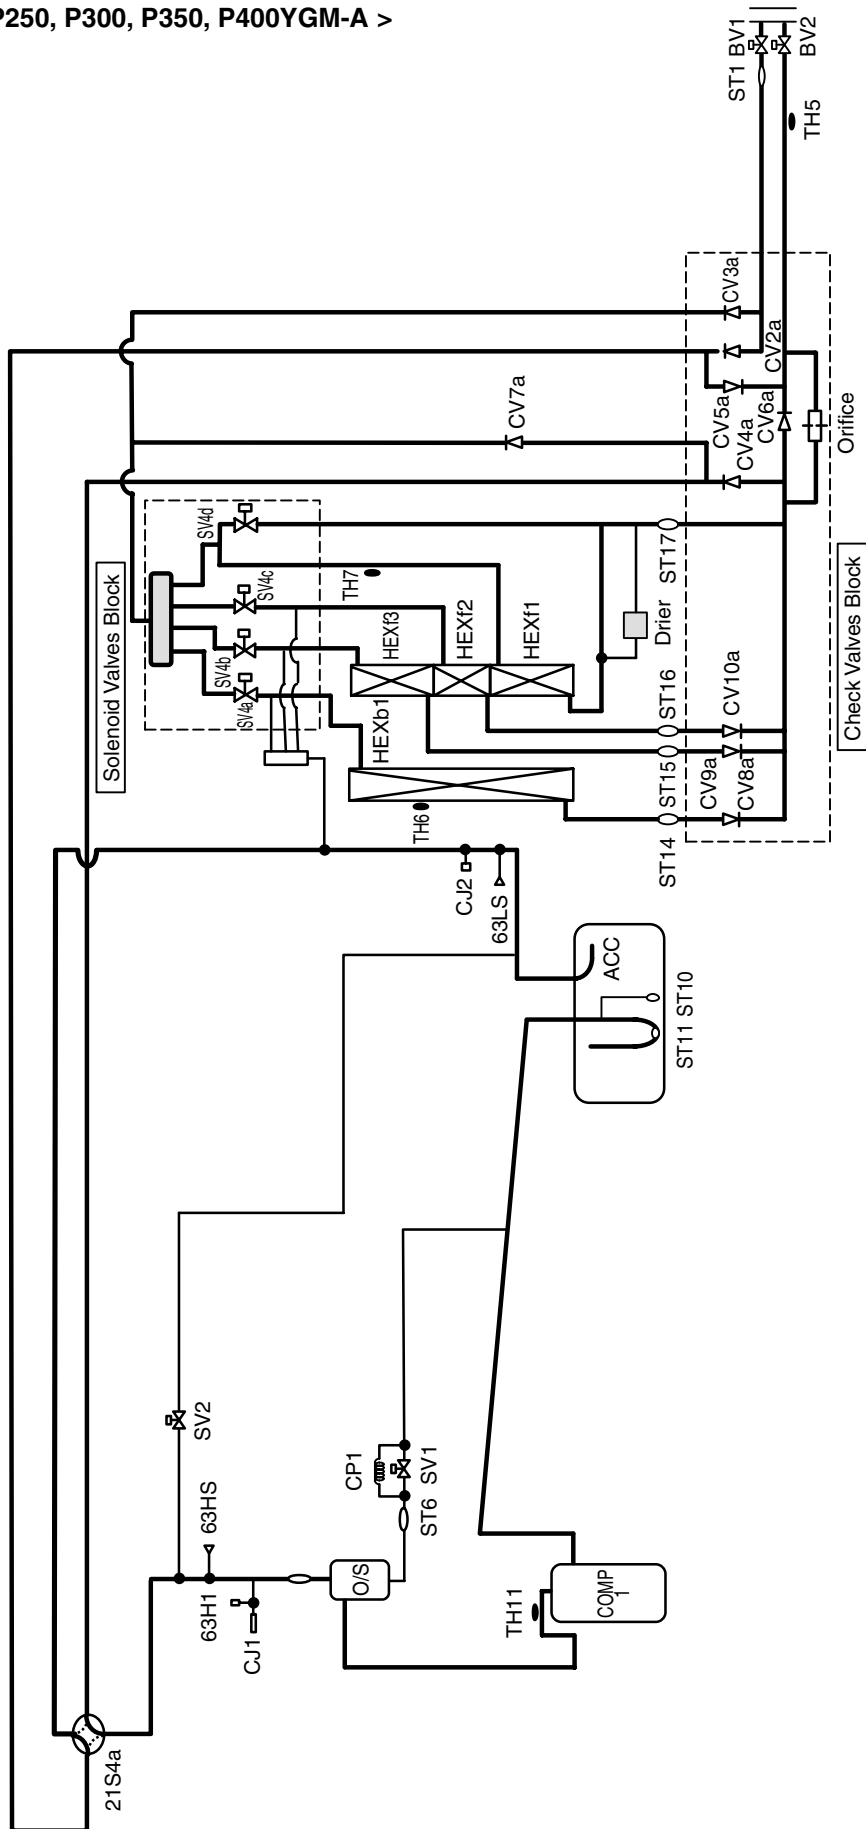 P250, P300, P350, P400YGM-A >
ST1
BV1
BV2
TH5
CV3a
CV2a
CV5a
CV6a
CV4a
CV7a
Orifice
Check Valves Block
Solenoid Valves Block
SV4d
SV4c
SV4b
SV4a
TH7
HEXf3
HEXf2
HEXf1
HEXb1
TH6
Drier
ST17
ST16
ST15
ST14
CV10a
CV9a
CV8a
CJ2
63LS
ACC
ST11
ST10
SV2
CP1
SV1
ST6
63HS
63H1
CJ1
O/S
TH11
COMP
1
21S4a